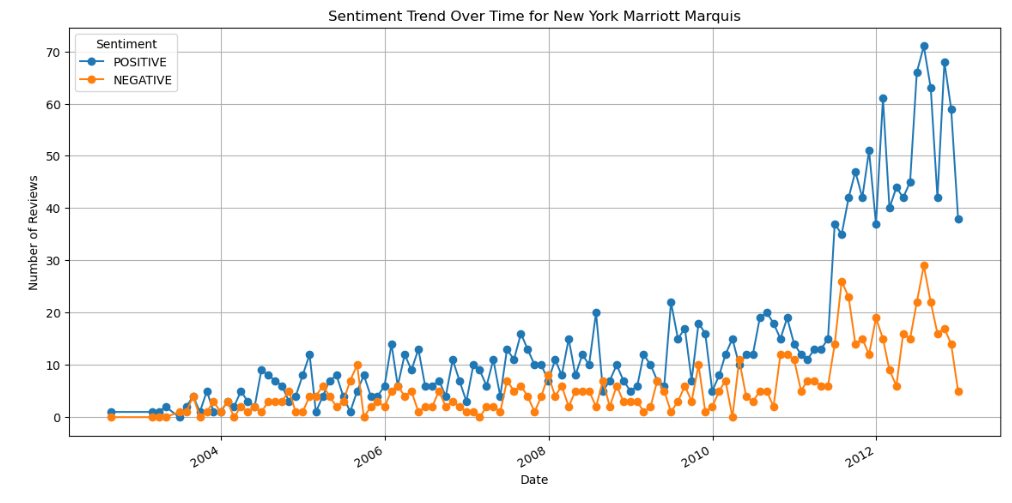 Sentiment Trend Over Time for New York Marriott Marquis
Sentiment
POSITIVE
NEGATIVE
70
60
50
40
30
20
10
0
Number of Reviews
2004
2006
2008
2010
2012
Date